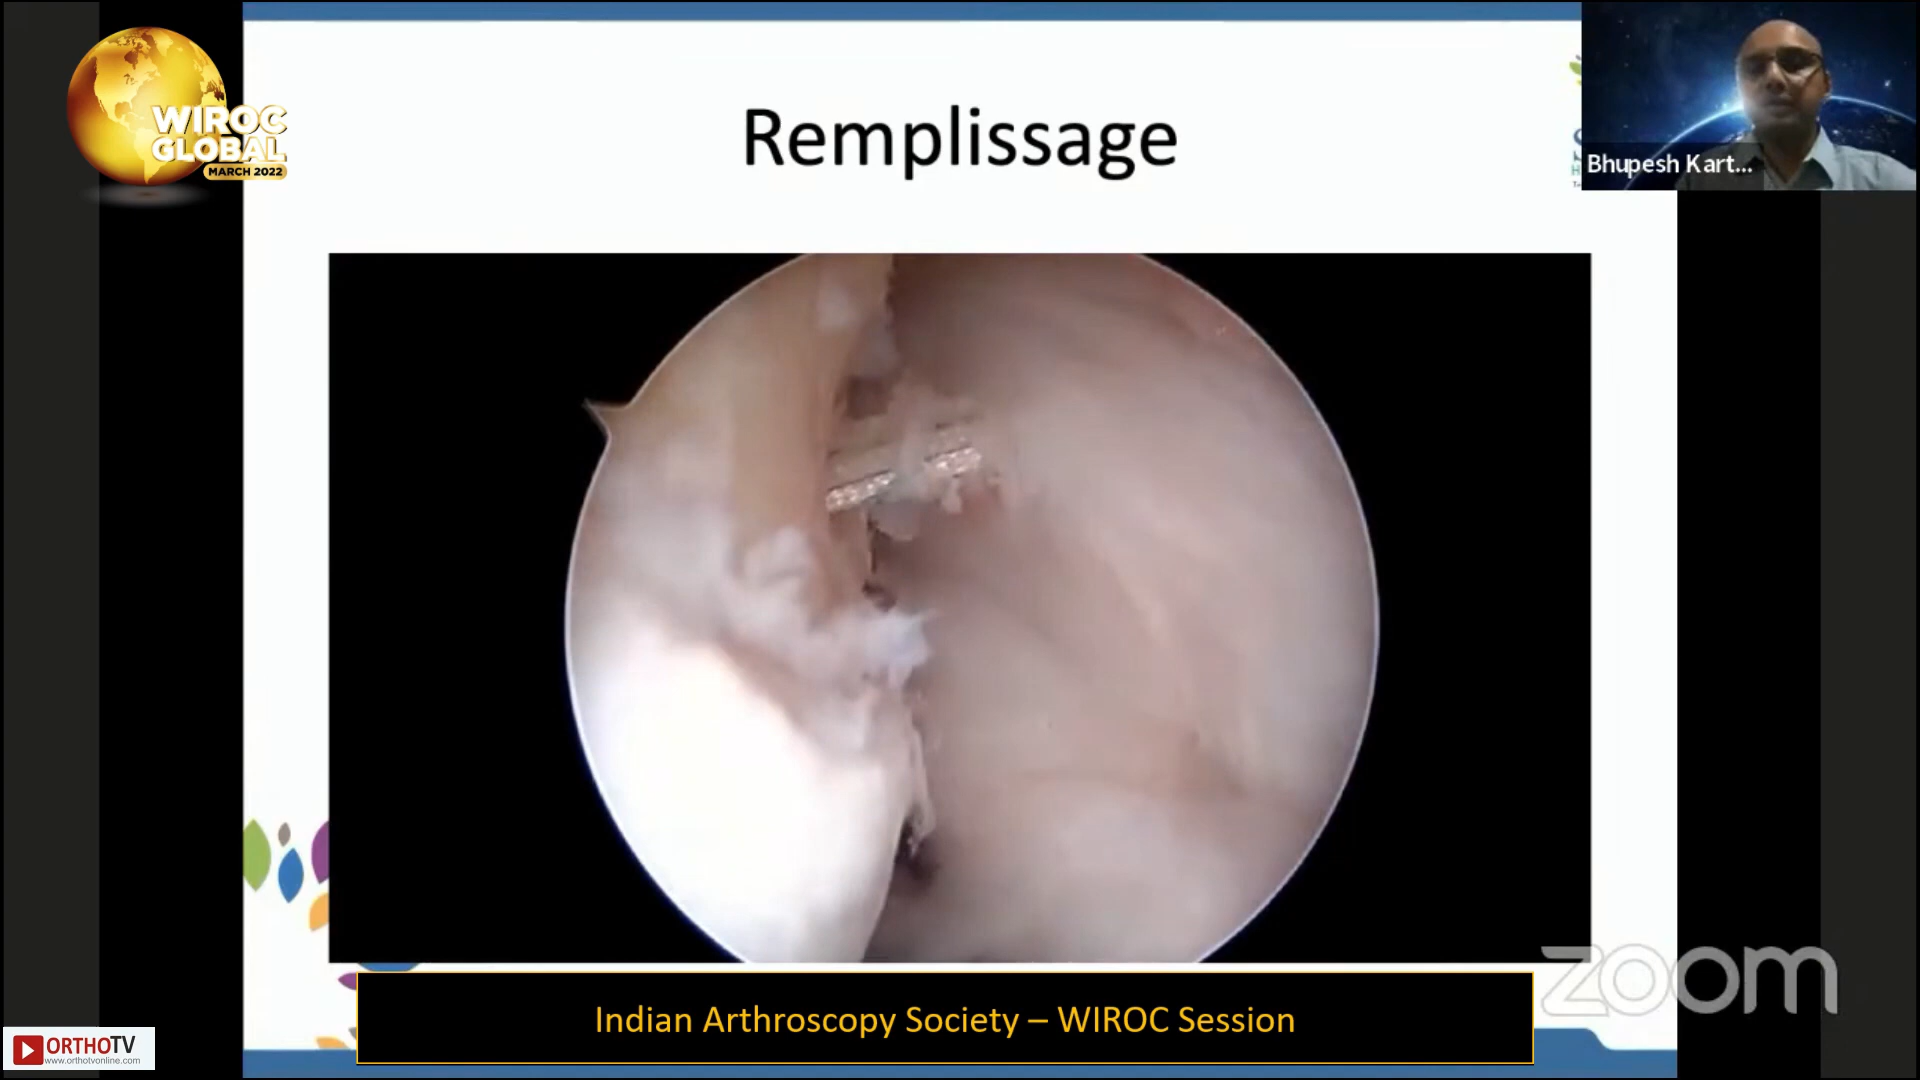 WIROC
GLOBAL
MARCH 2022
Remplissage
Bhupesh Kart...
Indian Arthroscopy Society – WIROC Session
zoom
ORTHOTV
www.orthotvonline.com